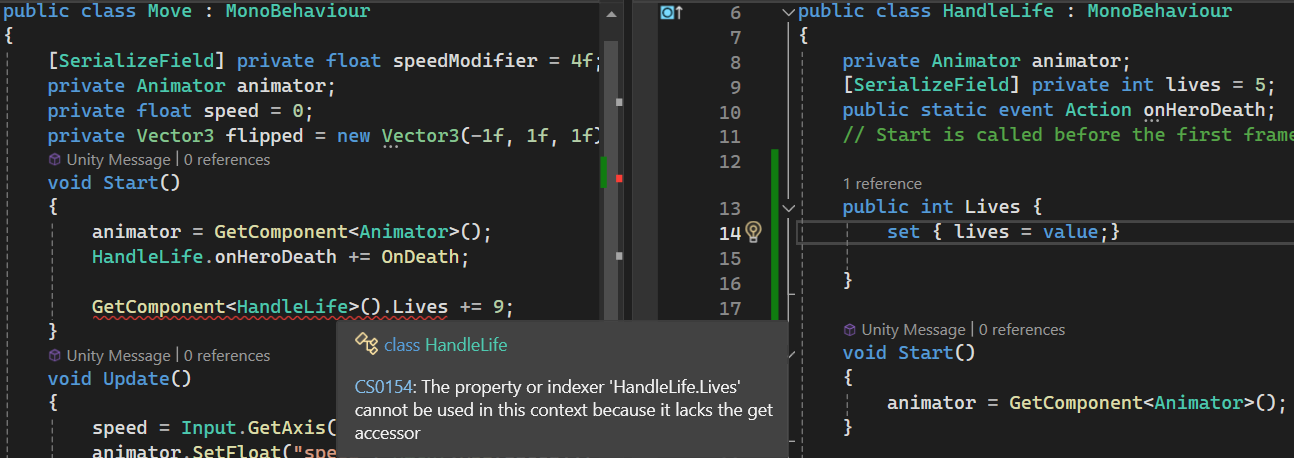 public class Move : MonoBehaviour
{
[SerializeField] private float speedModifier = 4f;
private Animator animator;
private float speed = 0;
private Vector3 flipped = new Vector3(-1f, 1f, 1f)
Unity Message | 0 references
void Start()
{
animator = GetComponent<Animator>();
HandleLife.onHeroDeath += OnDeath;
GetComponent<HandleLife>().Lives += 9;
}
Unity Message | 0 references
void Update()
{
speed = Input.GetAxis(
animator.SetFloat("spe
class HandleLife
CS0154: The property or indexer 'HandleLife.Lives'
cannot be used in this context because it lacks the get
accessor
6 public class HandleLife : MonoBehaviour
7 {
8 private Animator animator;
9 [SerializeField] private int lives = 5;
10 public static event Action onHeroDeath;
11 // Start is called before the first frame
12
1 reference
13 public int Lives {
14 set { lives = value;}
15
16 }
17
Unity Message | 0 references
void Start()
{
animator = GetComponent<Animator>();
}